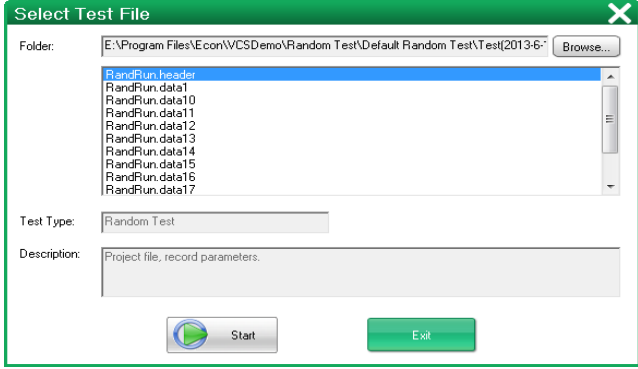 Select Test File
Folder: E:\Program Files\Econ\VCSDemo\Random Test\Default Random Test\Test(2013-6- Browse...
RandRun.header
RandRun.data1
RandRun.data10
RandRun.data11
RandRun.data12
RandRun.data13
RandRun.data14
RandRun.data15
RandRun.data16
RandRun.data17
Test Type: Random Test
Description: Project file, record parameters.
Start Exit